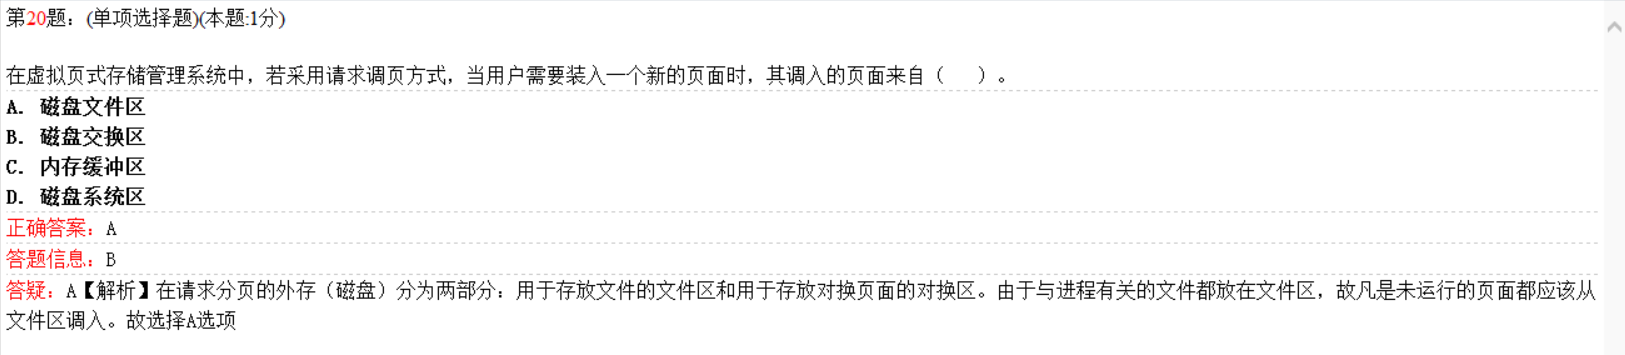 第20题：(单项选择题)(本题:1分)
在虚拟页式存储管理系统中，若采用请求调页方式，当用户需要装入一个新的页面时，其调入的页面来自（　）。
A. 磁盘文件区
B. 磁盘交换区
C. 内存缓冲区
D. 磁盘系统区
正确答案：A
答题信息：B
答疑：A【解析】在请求分页的外存（磁盘）分为两部分：用于存放文件的文件区和用于存放对换页面的对换区。由于与进程有关的文件都放在文件区，故凡是未运行的页面都应该从
文件区调入。故选择A选项